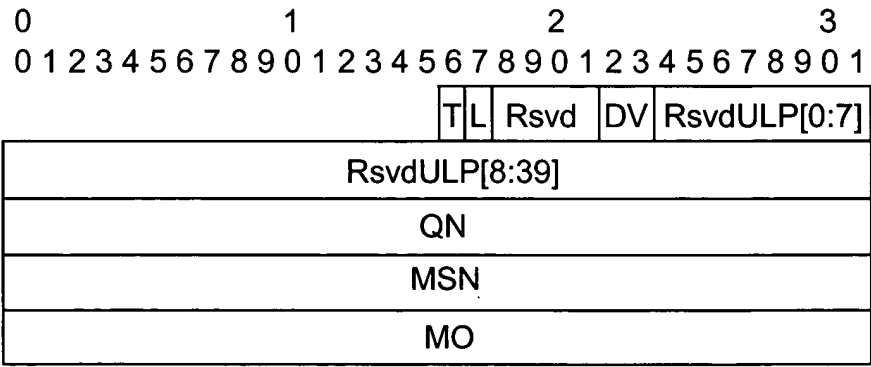 0 1 2 3
0 1 2 3 4 5 6 7 8 9 0 1 2 3 4 5 6 7 8 9 0 1 2 3 4 5 6 7 8 9 0 1
T L Rsvd DV RsvdULP[0:7]
RsvdULP[8:39]
QN
MSN
MO